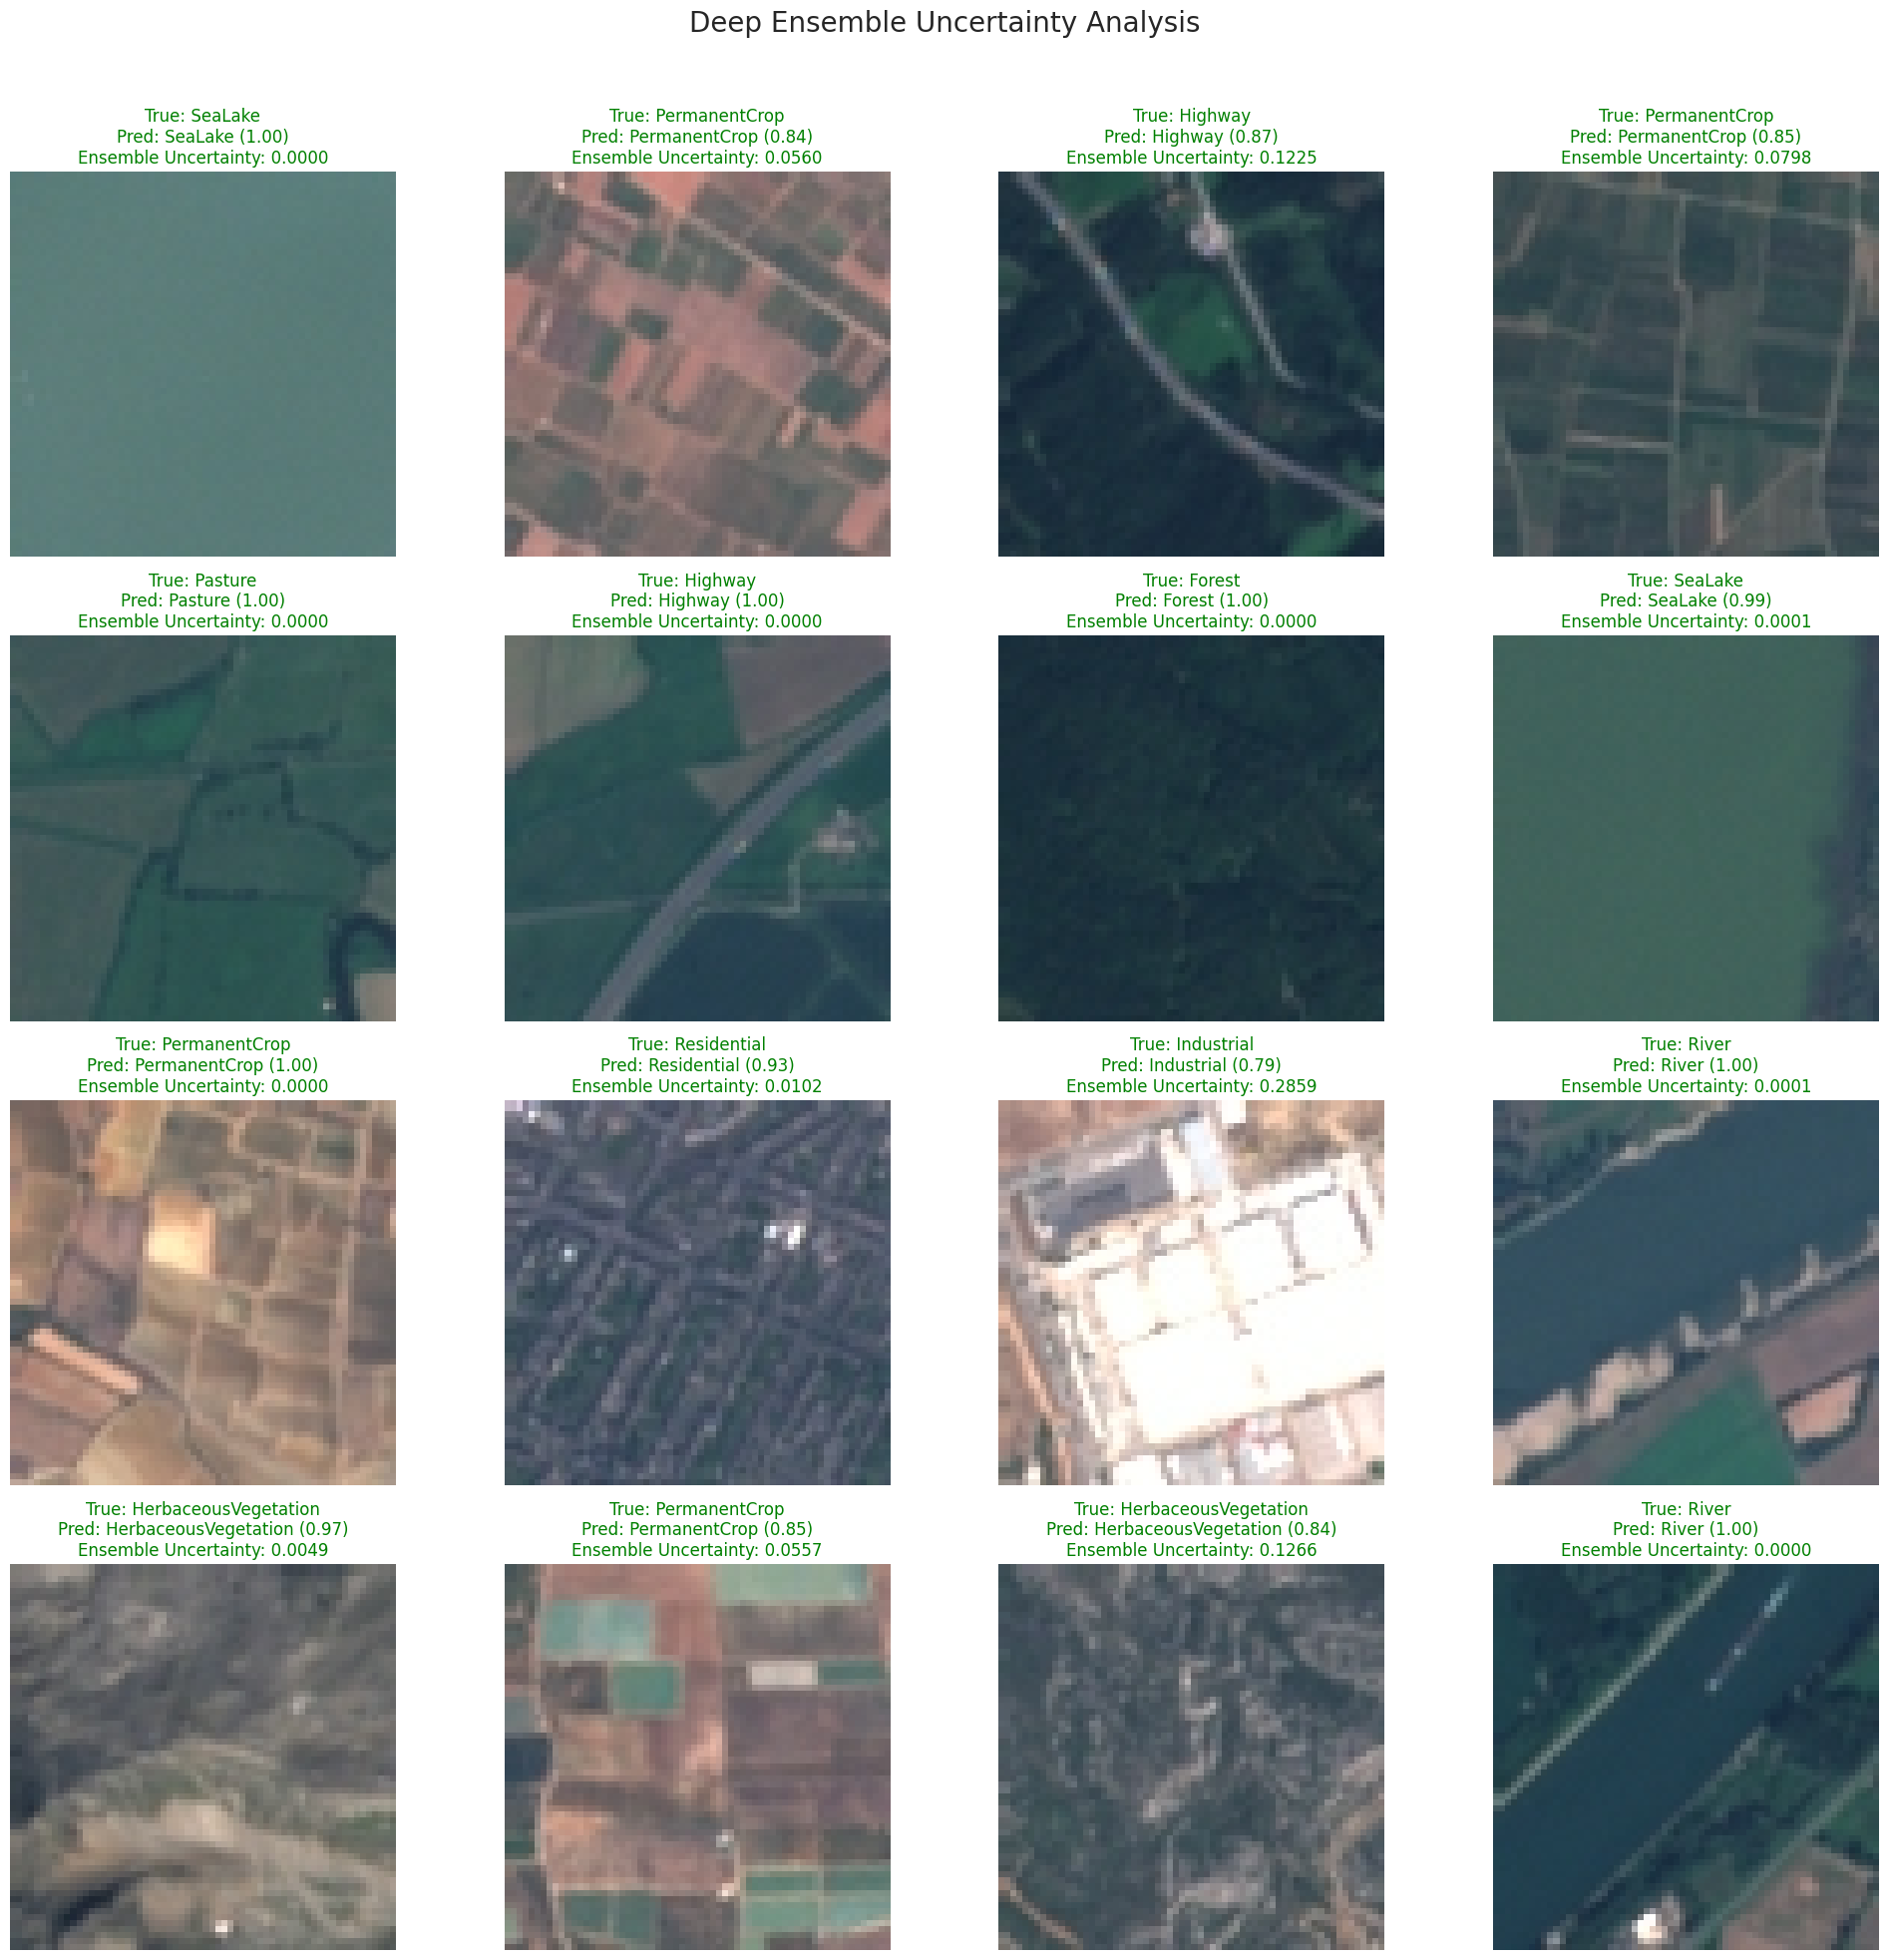 Deep Ensemble Uncertainty Analysis
True: SeaLake
Pred: SeaLake (1.00)
Ensemble Uncertainty: 0.0000
True: PermanentCrop
Pred: PermanentCrop (0.84)
Ensemble Uncertainty: 0.0560
True: Highway
Pred: Highway (0.87)
Ensemble Uncertainty: 0.1225
True: PermanentCrop
Pred: PermanentCrop (0.85)
Ensemble Uncertainty: 0.0798
True: Pasture
Pred: Pasture (1.00)
Ensemble Uncertainty: 0.0000
True: Highway
Pred: Highway (1.00)
Ensemble Uncertainty: 0.0000
True: Forest
Pred: Forest (1.00)
Ensemble Uncertainty: 0.0000
True: SeaLake
Pred: SeaLake (0.99)
Ensemble Uncertainty: 0.0001
True: PermanentCrop
Pred: PermanentCrop (1.00)
Ensemble Uncertainty: 0.0000
True: Residential
Pred: Residential (0.93)
Ensemble Uncertainty: 0.0102
True: Industrial
Pred: Industrial (0.79)
Ensemble Uncertainty: 0.2859
True: River
Pred: River (1.00)
Ensemble Uncertainty: 0.0001
True: HerbaceousVegetation
Pred: HerbaceousVegetation (0.97)
Ensemble Uncertainty: 0.0049
True: PermanentCrop
Pred: PermanentCrop (0.85)
Ensemble Uncertainty: 0.0557
True: HerbaceousVegetation
Pred: HerbaceousVegetation (0.84)
Ensemble Uncertainty: 0.1266
True: River
Pred: River (1.00)
Ensemble Uncertainty: 0.0000